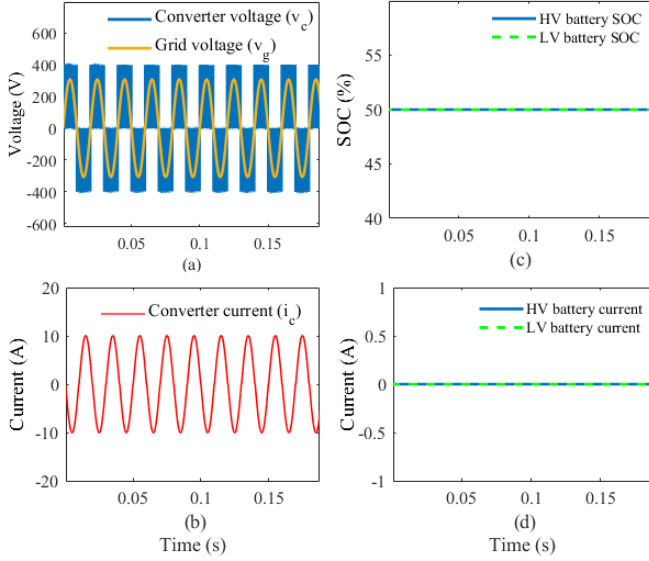 Converter voltage (v_c)
Grid voltage (v_g)
Voltage (V)
600
400
200
0
-200
-400
-600
0.05
0.1
0.15
(a)
HV battery SOC
LV battery SOC
SOC (%)
55
50
45
40
0.05
0.1
0.15
(c)
Converter current (i_c)
Current (A)
20
10
0
-10
-20
0.05
0.1
0.15
(b)
Time (s)
HV battery current
LV battery current
Current (A)
1
0.5
0
-0.5
-1
0.05
0.1
0.15
(d)
Time (s)